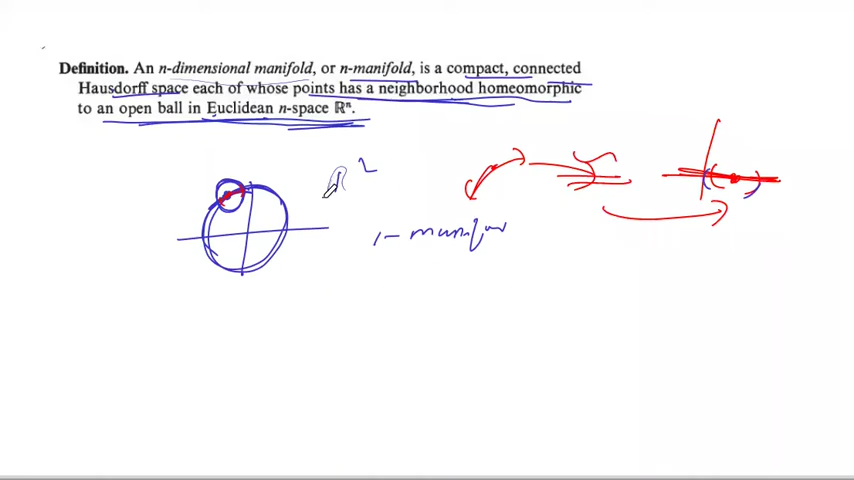 Definition. An n-dimensional manifold, or n-manifold, is a compact, connected
Hausdorff space each of whose points has a neighborhood homeomorphic
to an open ball in Euclidean n-space ℝⁿ.
ℝ²
1-manifold